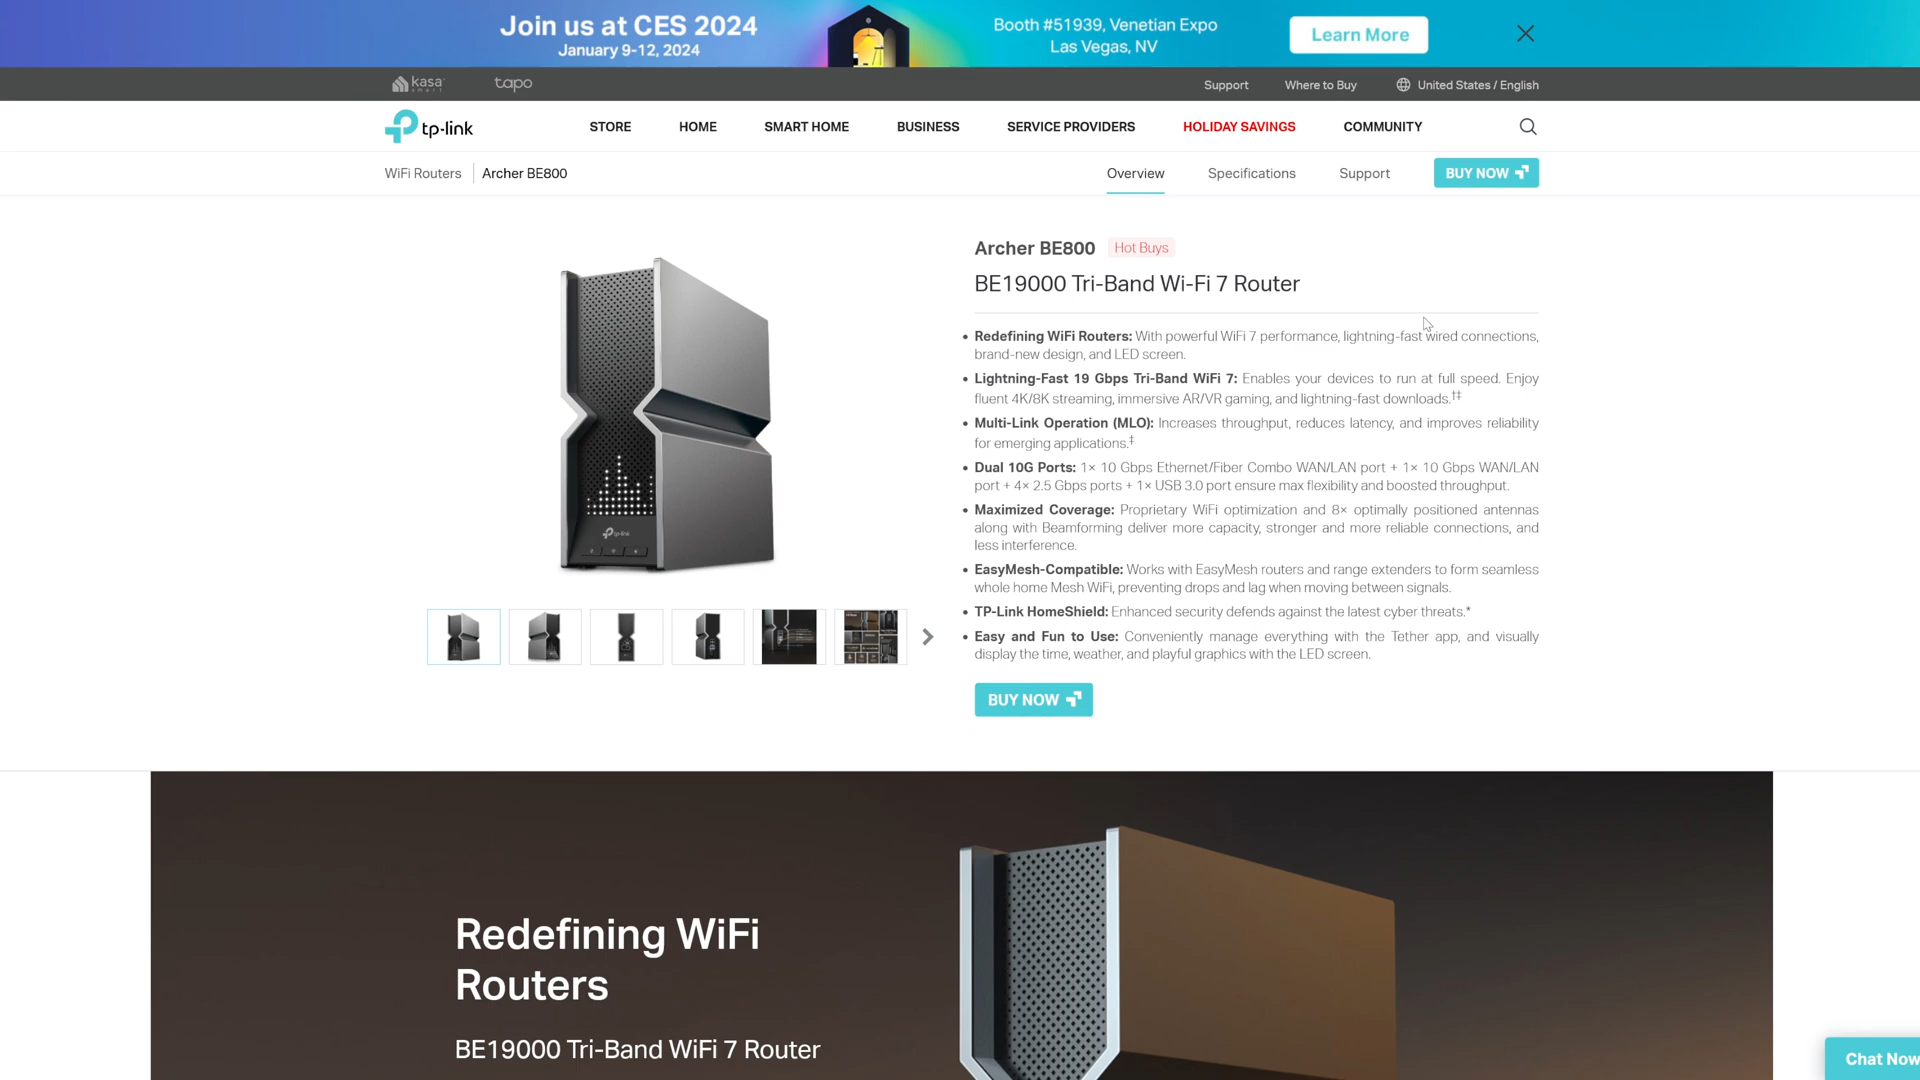 Join us at CES 2024
January 9-12, 2024
Booth #51939, Venetian Expo
Las Vegas, NV
Learn More
kasa
smart
tapo
Support
Where to Buy
United States / English
tp-link
STORE
HOME
SMART HOME
BUSINESS
SERVICE PROVIDERS
HOLIDAY SAVINGS
COMMUNITY
WiFi Routers
Archer BE800
Overview
Specifications
Support
BUY NOW
Archer BE800
Hot Buys
BE19000 Tri-Band Wi-Fi 7 Router
• Redefining WiFi Routers: With powerful WiFi 7 performance, lightning-fast wired connections,
brand-new design, and LED screen.
• Lightning-Fast 19 Gbps Tri-Band WiFi 7: Enables your devices to run at full speed. Enjoy
fluent 4K/8K streaming, immersive AR/VR gaming, and lightning-fast downloads.†‡
• Multi-Link Operation (MLO): Increases throughput, reduces latency, and improves reliability
for emerging applications.‡
• Dual 10G Ports: 1× 10 Gbps Ethernet/Fiber Combo WAN/LAN port + 1× 10 Gbps WAN/LAN
port + 4× 2.5 Gbps ports + 1× USB 3.0 port ensure max flexibility and boosted throughput.
• Maximized Coverage: Proprietary WiFi optimization and 8× optimally positioned antennas
along with Beamforming deliver more capacity, stronger and more reliable connections, and
less interference.
• EasyMesh-Compatible: Works with EasyMesh routers and range extenders to form seamless
whole home Mesh WiFi, preventing drops and lag when moving between signals.
• TP-Link HomeShield: Enhanced security defends against the latest cyber threats.*
• Easy and Fun to Use: Conveniently manage everything with the Tether app, and visually
display the time, weather, and playful graphics with the LED screen.
BUY NOW
tp-link
Redefining WiFi
Routers
BE19000 Tri-Band WiFi 7 Router
Chat Now